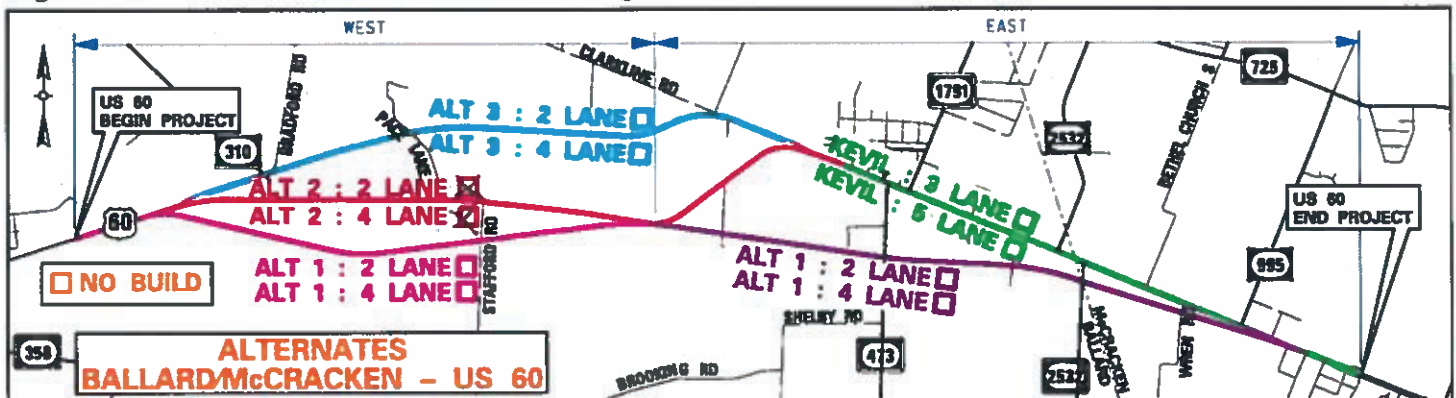 WEST
EAST
US 60
BEGIN PROJECT
310
BRADFORD RD
PACE LANE
CLARKLINE RD
1791
2532
BETHEL CHURCH
725
ALT 3 : 2 LANE
ALT 3 : 4 LANE
ALT 2 : 2 LANE
ALT 2 : 4 LANE
60
KEVIL : 3 LANE
KEVIL : 5 LANE
US 60
END PROJECT
995
NO BUILD
ALT 1 : 2 LANE
ALT 1 : 4 LANE
STAFFORD RD
ALT 1 : 2 LANE
ALT 1 : 4 LANE
SHELBY RD
358
ALTERNATES
BALLARD/McCRACKEN - US 60
BROOKING RD
473
2532
McCRACKEN
BALLARD
WREN RD